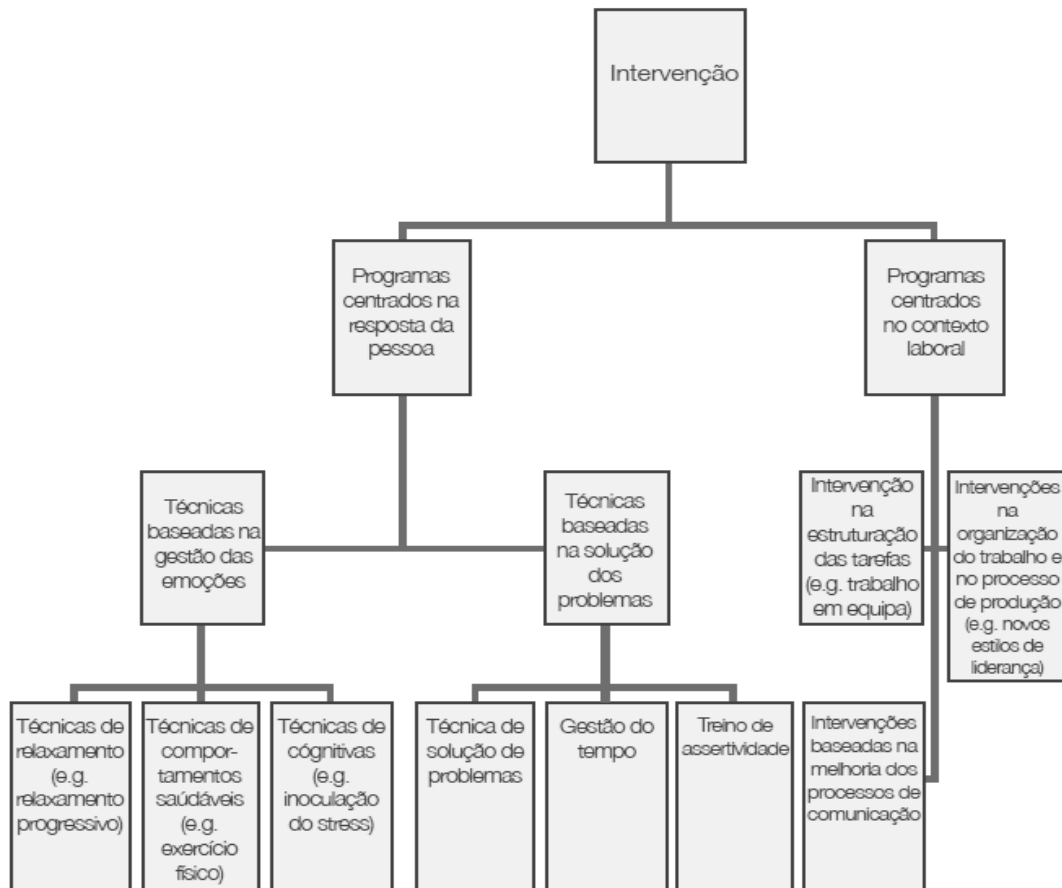 Intervenção
Programas
centrados na
resposta da
pessoa
Programas
centrados
no contexto
laboral
Técnicas
baseadas na
gestão das
emoções
Técnicas
baseadas
na solução
dos
problemas
Intervenção
na
estruturação
das tarefas
(e.g. trabalho
em equipa)
Intervenções
na
organização
do trabalho e
no processo
de produção
(e.g. novos
estilos de
liderança)
Técnicas de
relaxamento
(e.g.
relaxamento
progressivo)
Técnicas de
compor-
tamentos
saúdáveis
(e.g.
exercício
físico)
Técnicas de
cógnitivas
(e.g.
inoculação
do stress)
Técnica de
solução de
problemas
Gestão do
tempo
Treino de
assertividade
Intervenções
baseadas na
melhoria dos
processos de
comunicação